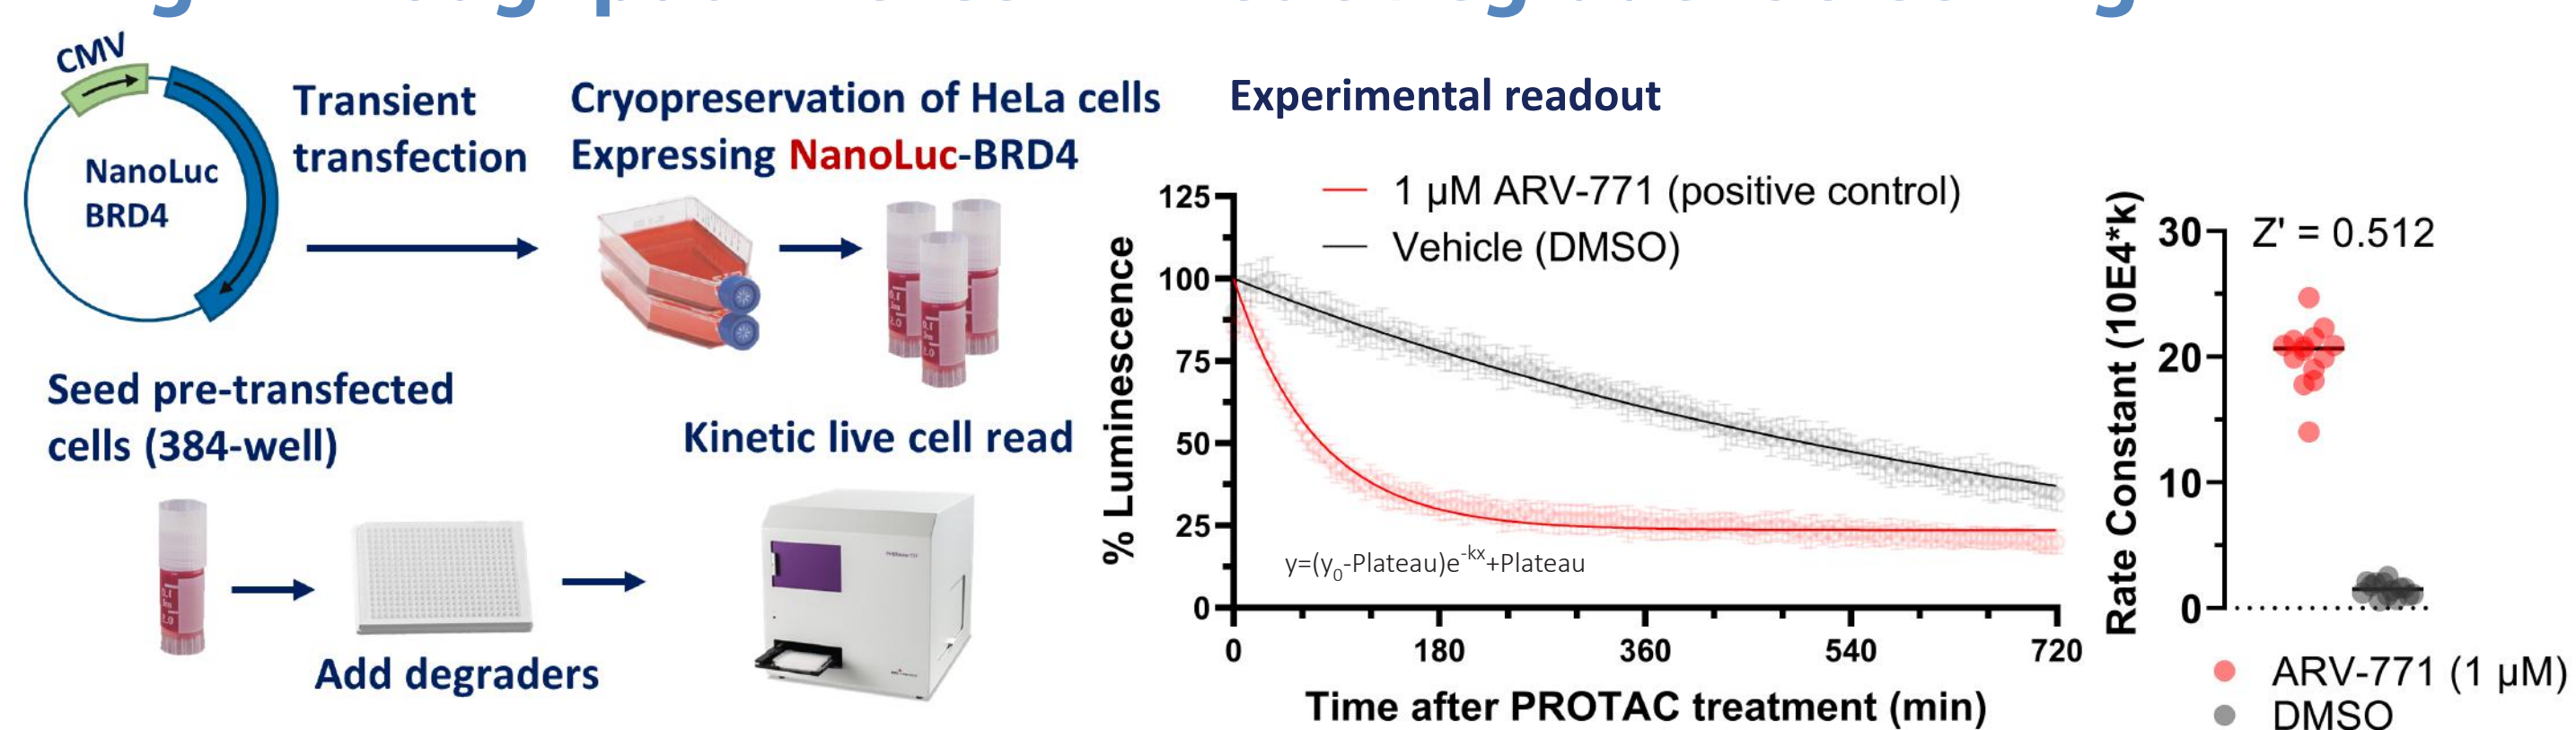 CMV
NanoLuc
BRD4
Transient
transfection
Cryopreservation of HeLa cells
Expressing NanoLuc-BRD4
Seed pre-transfected
cells (384-well)
Add degraders
Kinetic live cell read
Experimental readout
1 µM ARV-771 (positive control)
Vehicle (DMSO)
% Luminescence
125
100
75
50
25
0
y=(y0-Plateau)e^-kx+Plateau
0 180 360 540 720
Time after PROTAC treatment (min)
Rate Constant (10E4*k)
30
20
10
0
Z' = 0.512
ARV-771 (1 µM)
DMSO